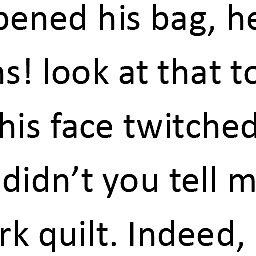 pened his bag, he
ns! look at that to
his face twitched
didn’t you tell m
rk quilt. Indeed,